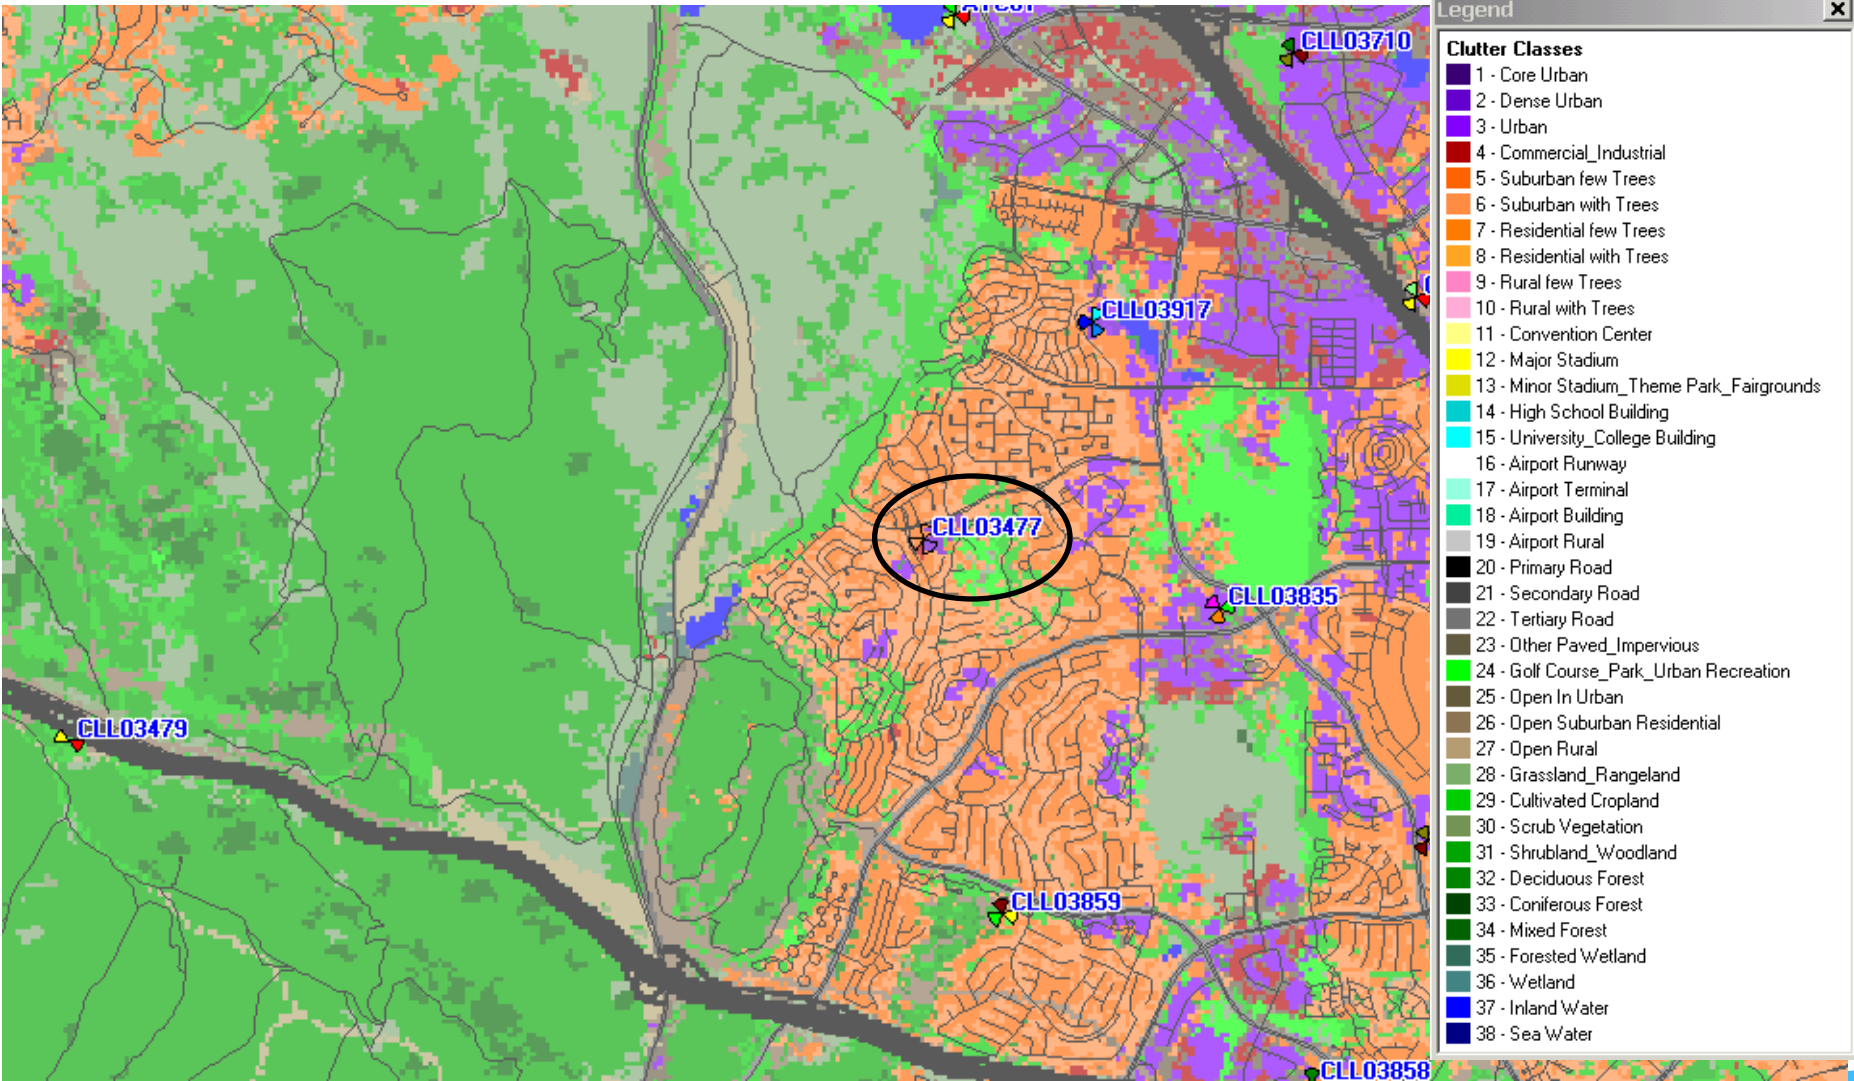 Legend
CLL03710
CLL03917
CLL03477
CLL03835
CLL03479
CLL03859
CLL03858
Clutter Classes
1 - Core Urban
2 - Dense Urban
3 - Urban
4 - Commercial_Industrial
5 - Suburban few Trees
6 - Suburban with Trees
7 - Residential few Trees
8 - Residential with Trees
9 - Rural few Trees
10 - Rural with Trees
11 - Convention Center
12 - Major Stadium
13 - Minor Stadium_Theme Park_Fairgrounds
14 - High School Building
15 - University_College Building
16 - Airport Runway
17 - Airport Terminal
18 - Airport Building
19 - Airport Rural
20 - Primary Road
21 - Secondary Road
22 - Tertiary Road
23 - Other Paved_Impervious
24 - Golf Course_Park_Urban Recreation
25 - Open In Urban
26 - Open Suburban Residential
27 - Open Rural
28 - Grassland_Rangeland
29 - Cultivated Cropland
30 - Scrub Vegetation
31 - Shrubland_Woodland
32 - Deciduous Forest
33 - Coniferous Forest
34 - Mixed Forest
35 - Forested Wetland
36 - Wetland
37 - Inland Water
38 - Sea Water